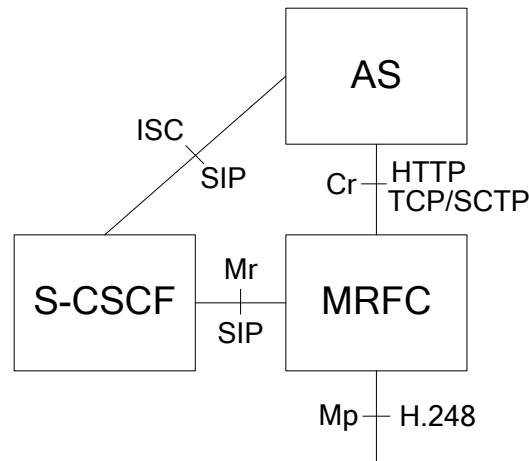 AS
ISC
SIP
Cr
HTTP
TCP/SCTP
S-CSCF
Mr
SIP
MRFC
Mp
H.248